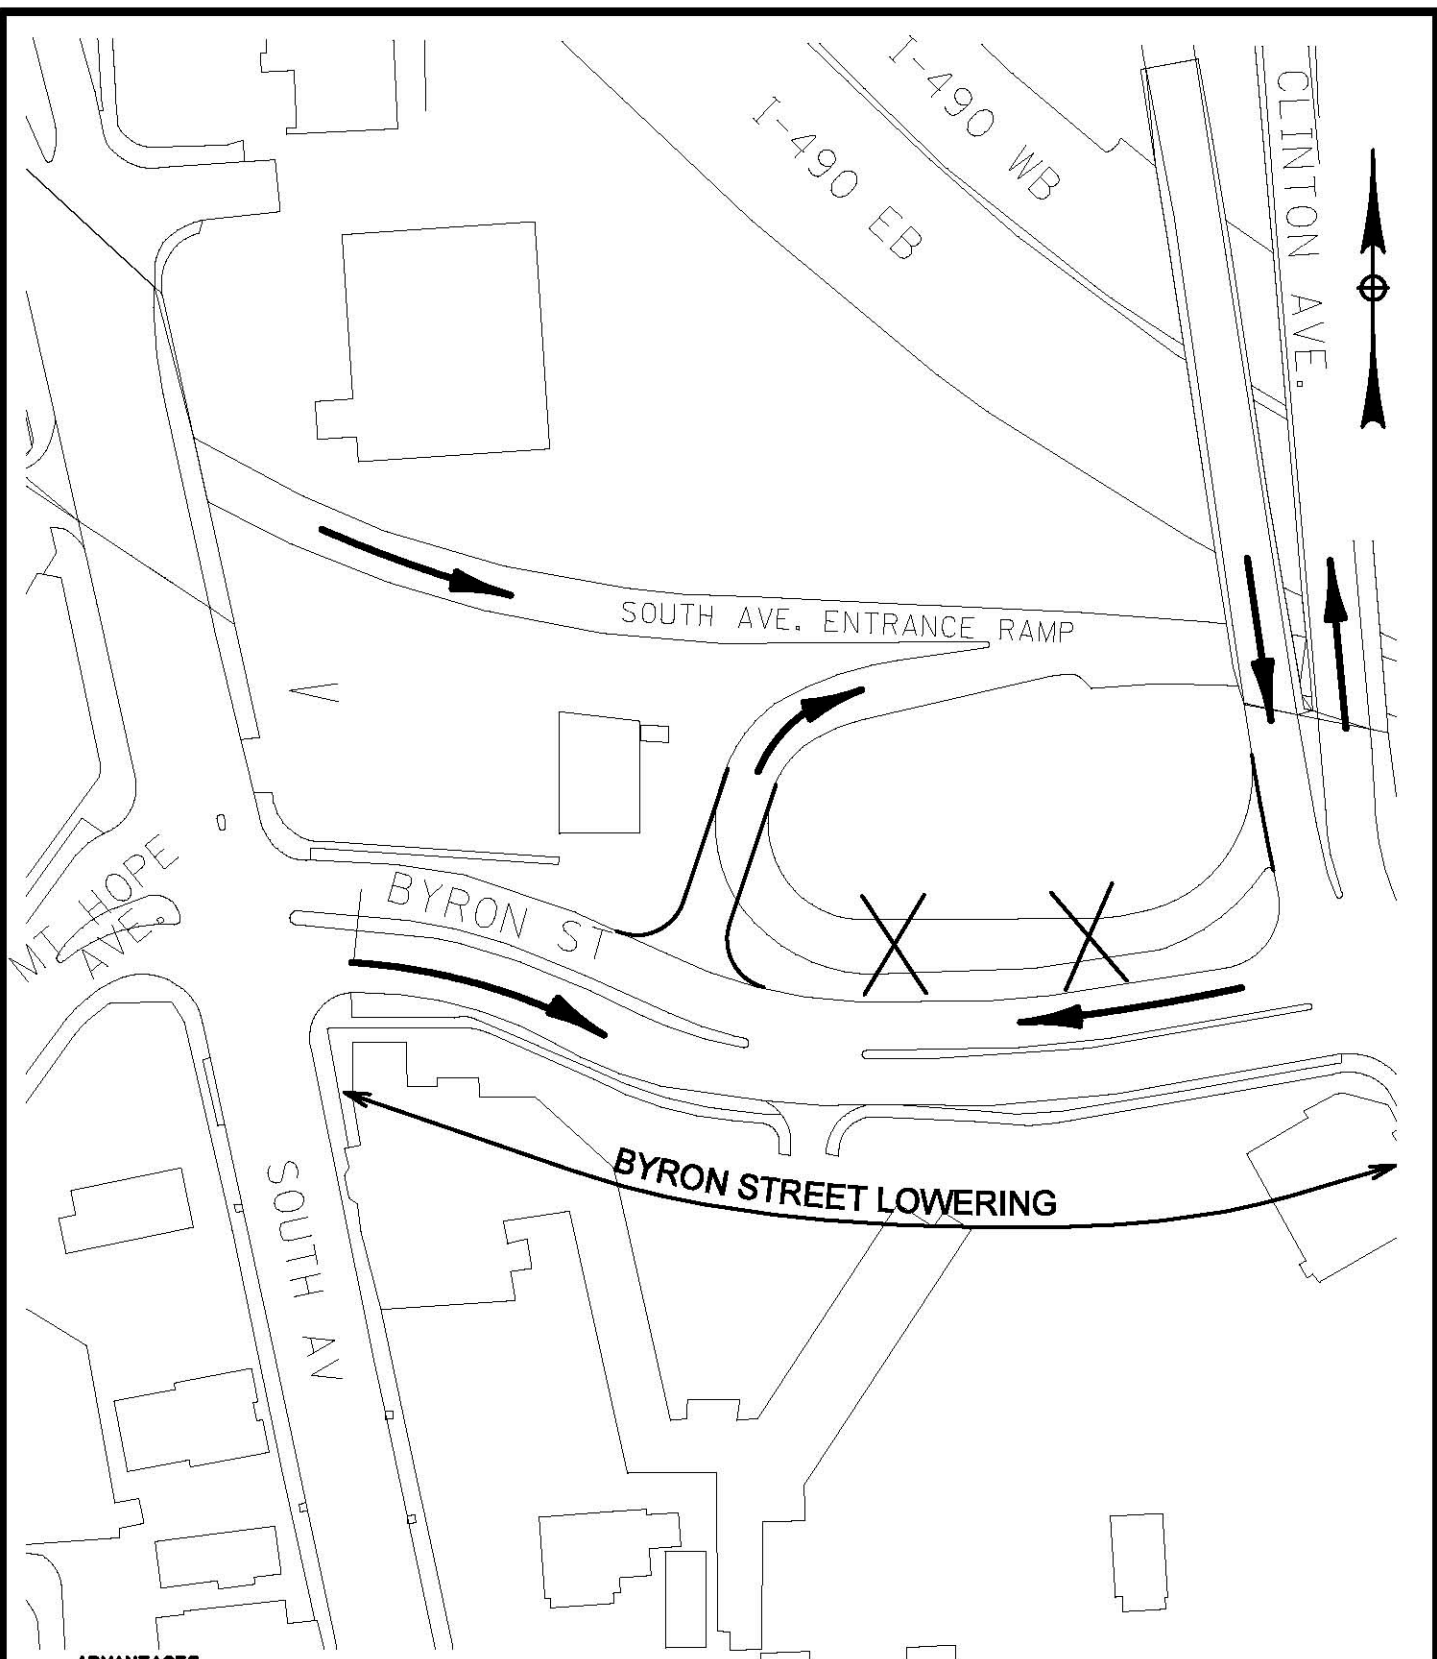 I-490 WB
I-490 EB
CLINTON AVE.
SOUTH AVE. ENTRANCE RAMP
MT HOPE
AVE.
BYRON ST
BYRON STREET LOWERING
SOUTH AV